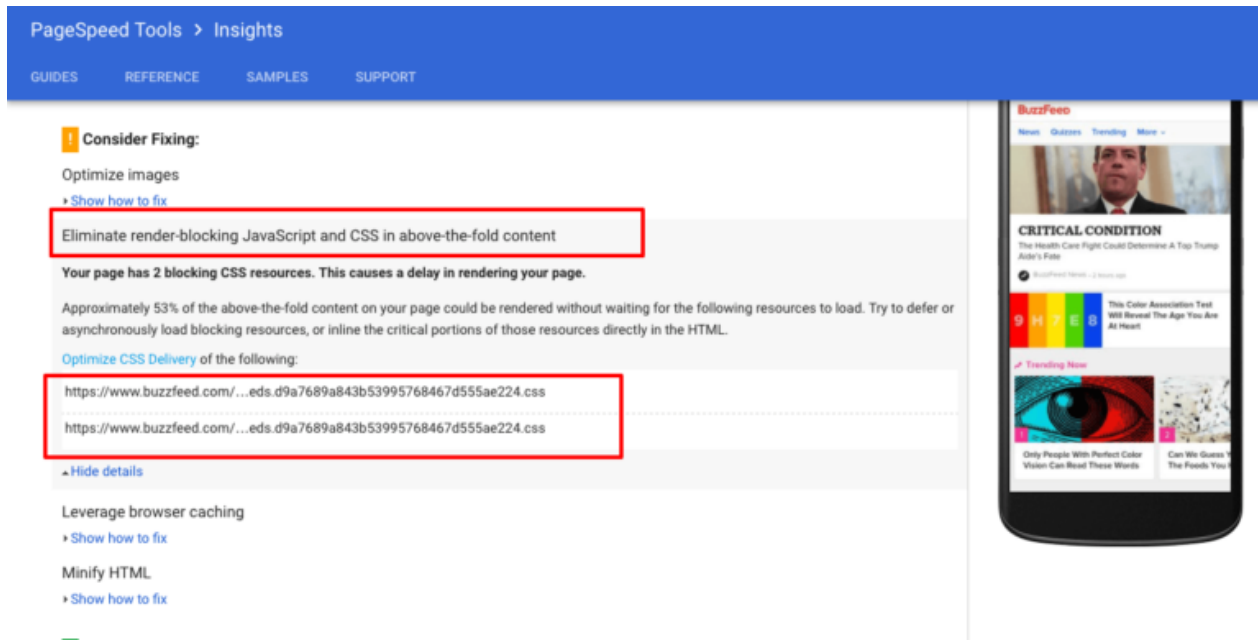 PageSpeed Tools > Insights
GUIDES REFERENCE SAMPLES SUPPORT
! Consider Fixing:
Optimize images
Show how to fix
Eliminate render-blocking JavaScript and CSS in above-the-fold content
Your page has 2 blocking CSS resources. This causes a delay in rendering your page.
Approximately 53% of the above-the-fold content on your page could be rendered without waiting for the following resources to load. Try to defer or
asynchronously load blocking resources, or inline the critical portions of those resources directly in the HTML.
Optimize CSS Delivery of the following:
https://www.buzzfeed.com/...eds.d9a7689a843b53995768467d555ae224.css
https://www.buzzfeed.com/...eds.d9a7689a843b53995768467d555ae224.css
Hide details
Leverage browser caching
Show how to fix
Minify HTML
Show how to fix
BuzzFeed
News Quizzes Trending More
CRITICAL CONDITION
The Health Care Fight Could Determine A Top Trump
Aide's Fate
BuzzFeed News - 2 hours ago
9 H 7 E 8
This Color Association Test
Will Reveal The Age You Are
At Heart
Trending Now
1
2
Only People With Perfect Color
Vision Can Read These Words
Can We Guess
The Foods You